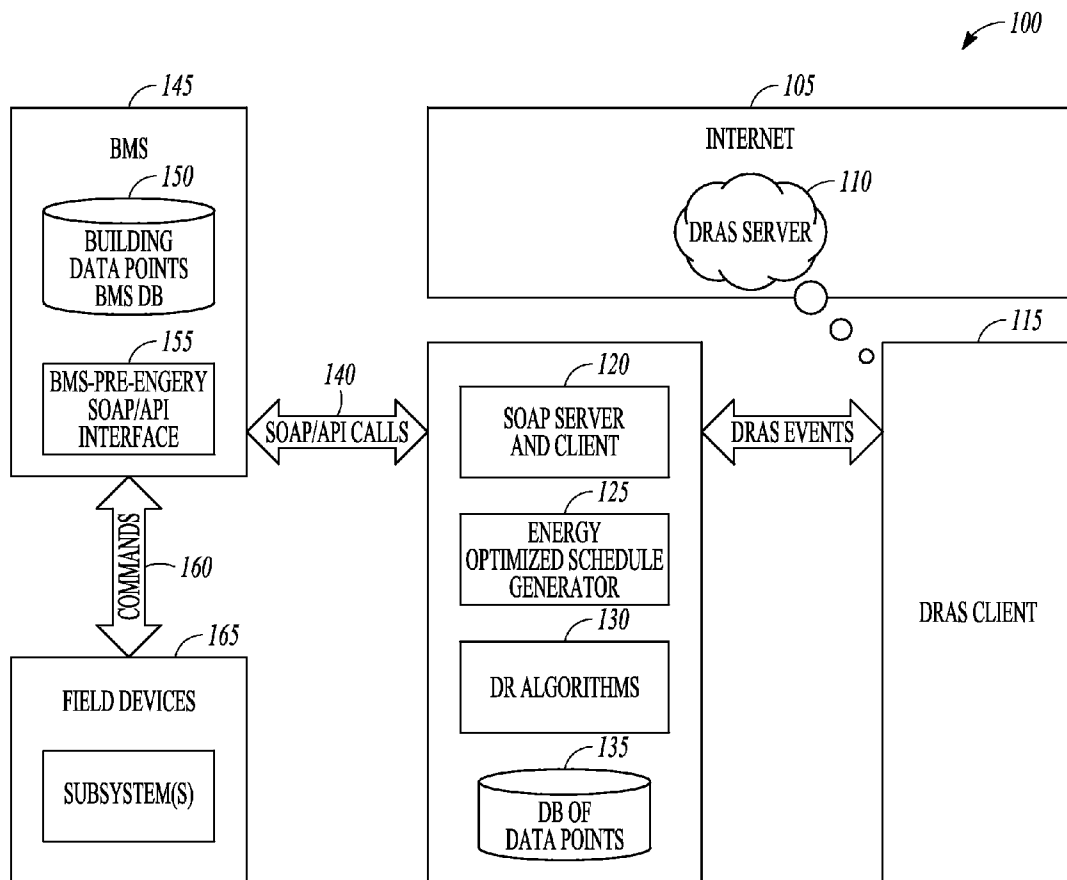 100
145
BMS
150
BUILDING
DATA POINTS
BMS DB
155
BMS-PRE-ENGERY
SOAP/API
INTERFACE
105
INTERNET
110
DRAS SERVER
115
140
SOAP/API CALLS
120
SOAP SERVER
AND CLIENT
DRAS EVENTS
125
ENERGY
OPTIMIZED SCHEDULE
GENERATOR
COMMANDS
160
DRAS CLIENT
130
DR ALGORITHMS
165
FIELD DEVICES
SUBSYSTEM(S)
135
DB OF
DATA POINTS